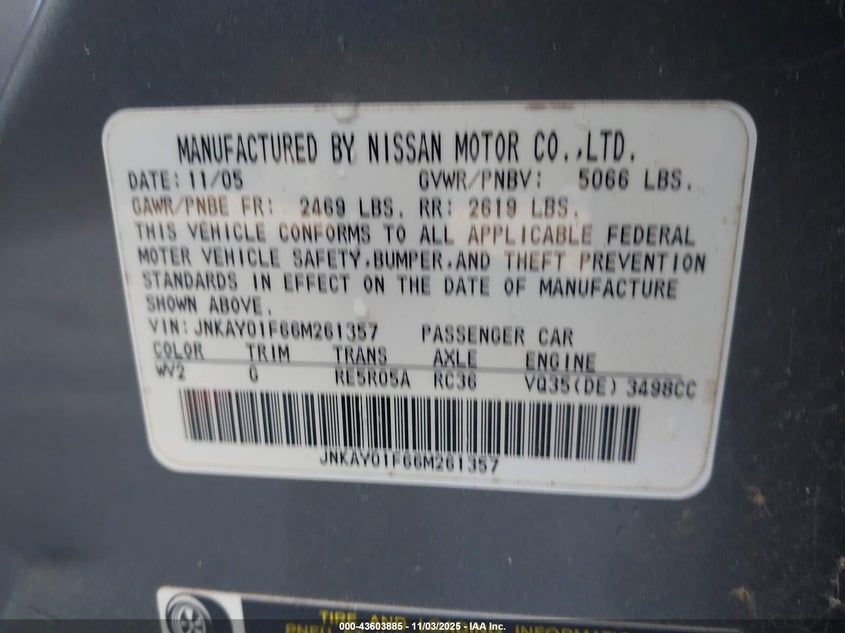 MANUFACTURED BY NISSAN MOTOR CO.,LTD.
DATE: 11/05 GVWR/PNBV: 5066 LBS.
GAWR/PNBE FR: 2469 LBS. RR: 2619 LBS.
THIS VEHICLE CONFORMS TO ALL APPLICABLE FEDERAL
MOTER VEHICLE SAFETY,BUMPER,AND THEFT PREVENTION
STANDARDS IN EFFECT ON THE DATE OF MANUFACTURE
SHOWN ABOVE.
VIN: JNKAY01F66M261357 PASSENGER CAR
COLOR TRIM TRANS AXLE ENGINE
WV2 G RE5R05A RC36 VQ35(DE) 3498CC
JNKAY01F66M261357
TIRE AND
000-43603885 - 11/03/2025 - IAA Inc.